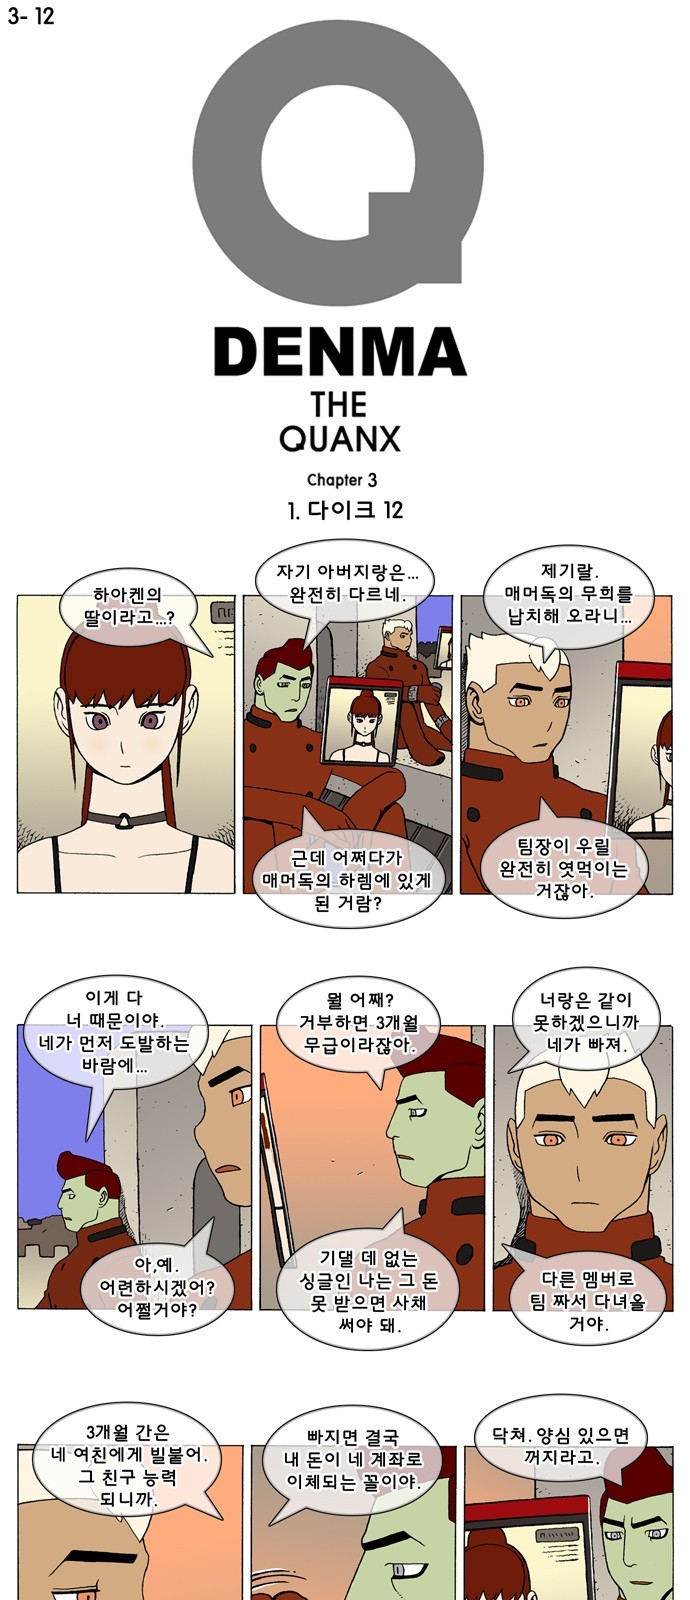 3- 12
DENMA
THE
QUANX
Chapter 3
1. 다이크 12
하아켄의
딸이라고...?
자기 아버지랑은...
완전히 다르네.
근데 어쩌다가
매머독의 하렘에 있게
된 거람?
제기랄.
매머독의 무희를
납치해 오라니...
팀장이 우릴
완전히 엿먹이는
거잖아.
이게 다
너 때문이야.
네가 먼저 도발하는
바람에...
아,예.
어련하시겠어?
어쩔거야?
뭘 어째?
거부하면 3개월
무급이라잖아.
기댈 데 없는
싱글인 나는 그 돈
못 받으면 사채
써야 돼.
너랑은 같이
못하겠으니까
네가 빠져.
다른 멤버로
팀 짜서 다녀올
거야.
3개월 간은
네 여친에게 빌붙어.
그 친구 능력
되니까.
빠지면 결국
내 돈이 네 계좌로
이체되는 꼴이야.
닥쳐. 양심 있으면
꺼지라고.